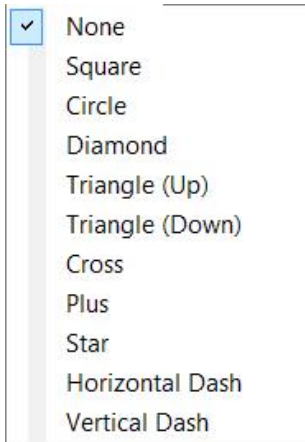 None
Square
Circle
Diamond
Triangle (Up)
Triangle (Down)
Cross
Plus
Star
Horizontal Dash
Vertical Dash